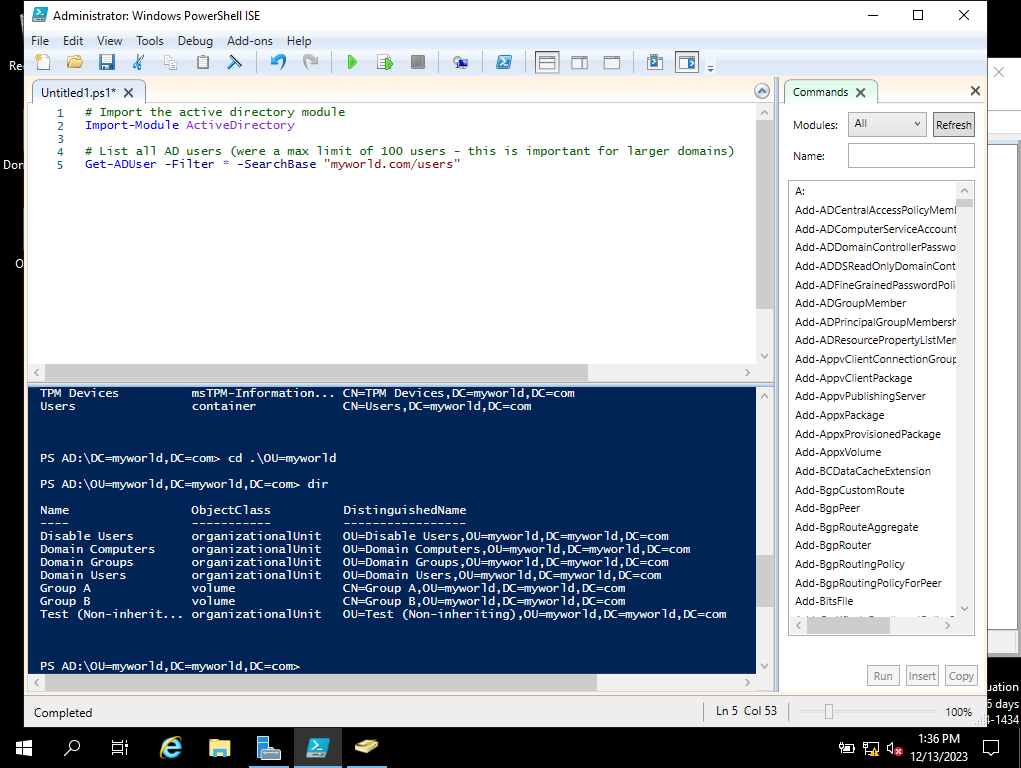 Administrator: Windows PowerShell ISE
File Edit View Tools Debug Add-ons Help
Untitled1.ps1*
1 # Import the active directory module
2 Import-Module ActiveDirectory
3
4 # List all AD users (were a max limit of 100 users - this is important for larger domains)
5 Get-ADUser -Filter * -SearchBase "myworld.com/users"
TPM Devices msTPM-Information... CN=TPM Devices,DC=myworld,DC=com
Users container CN=Users,DC=myworld,DC=com
PS AD:\DC=myworld,DC=com> cd .\OU=myworld
PS AD:\OU=myworld,DC=myworld,DC=com> dir
Name ObjectClass DistinguishedName
---- ----------- -----------------
Disable Users organizationalUnit OU=Disable Users,OU=myworld,DC=myworld,DC=com
Domain Computers organizationalUnit OU=Domain Computers,OU=myworld,DC=myworld,DC=com
Domain Groups organizationalUnit OU=Domain Groups,OU=myworld,DC=myworld,DC=com
Domain Users organizationalUnit OU=Domain Users,OU=myworld,DC=myworld,DC=com
Group A volume CN=Group A,OU=myworld,DC=myworld,DC=com
Group B volume CN=Group B,OU=myworld,DC=myworld,DC=com
Test (Non-inherit... organizationalUnit OU=Test (Non-inheriting),OU=myworld,DC=myworld,DC=com
PS AD:\OU=myworld,DC=myworld,DC=com>
Completed
Ln 5 Col 53
100%
Commands
Modules: All Refresh
Name:
A:
Add-ADCentralAccessPolicyMem
Add-ADComputerServiceAccount
Add-ADDomainControllerPasswo
Add-ADDSReadOnlyDomainCont
Add-ADFineGrainedPasswordPoli
Add-ADGroupMember
Add-ADPrincipalGroupMembersh
Add-ADResourcePropertyListMem
Add-AppvClientConnectionGroup
Add-AppvClientPackage
Add-AppvPublishingServer
Add-AppxPackage
Add-AppxProvisionedPackage
Add-AppxVolume
Add-BCDataCacheExtension
Add-BgpCustomRoute
Add-BgpPeer
Add-BgpRouteAggregate
Add-BgpRouter
Add-BgpRoutingPolicy
Add-BgpRoutingPolicyForPeer
Add-BitsFile
Run Insert Copy
Re
Don
O
uation
6 days
4-1434
1:36 PM
12/13/2023